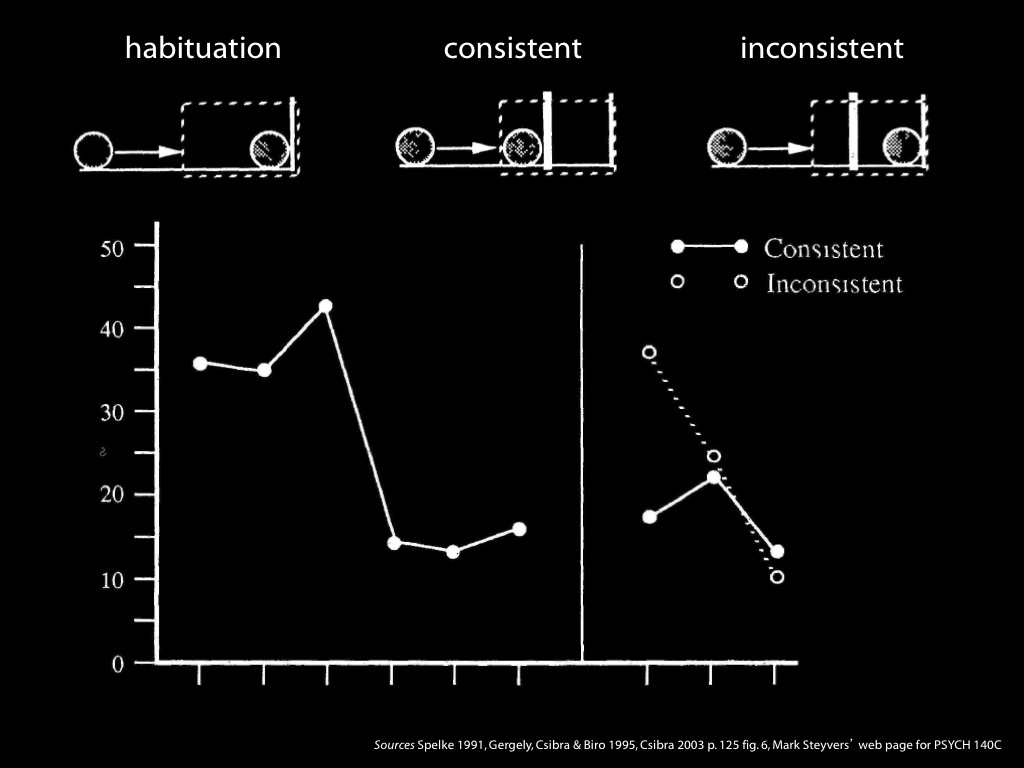 habituation consistent inconsistent
50
40
30
20
10
0
Consistent
Inconsistent
Sources Spelke 1991, Gergely, Csibra & Biro 1995, Csibra 2003 p. 125 fig. 6, Mark Steyvers’ web page for PSYCH 140C